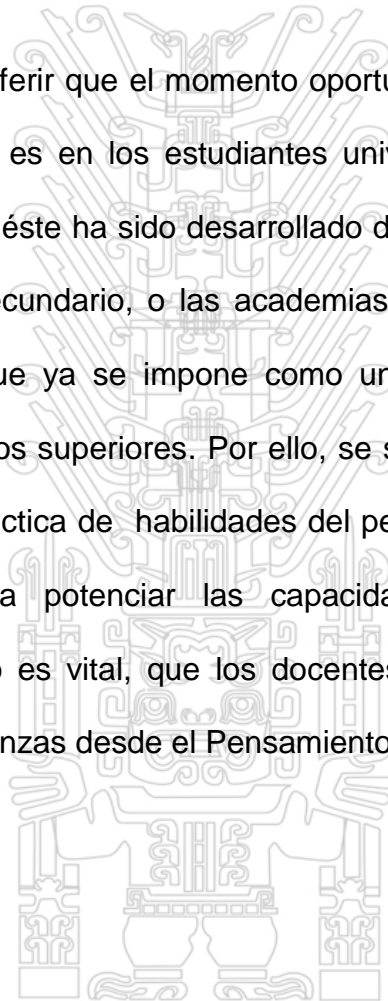 ferir que el momento oportu
es en los estudiantes univ
éste ha sido desarrollado d
ecundario, o las academias
ue ya se impone como un
os superiores. Por ello, se s
áctica de habilidades del pe
a potenciar las capacida
o es vital, que los docentes
nzas desde el Pensamiento